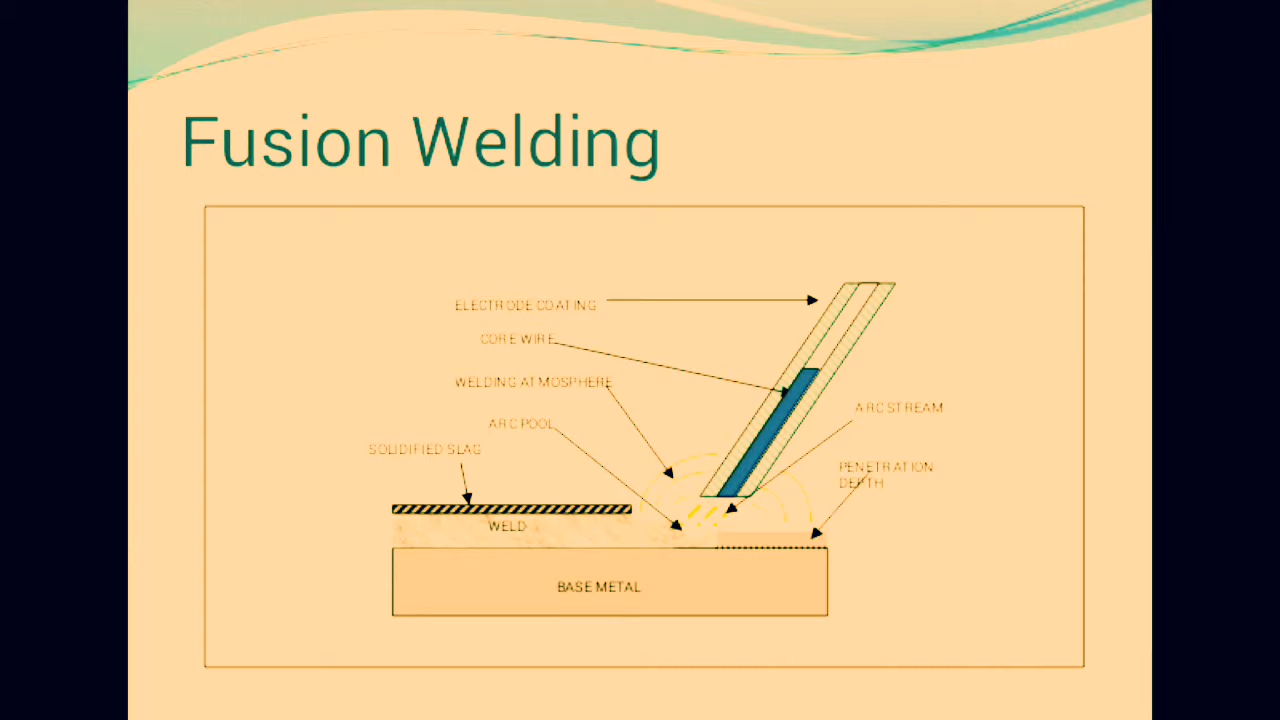 Fusion Welding
ELECTRODE COATING
CORE WIRE
WELDING ATMOSPHERE
ARC STREAM
ARC POOL
SOLIDIFIED SLAG
PENETRATION
DEPTH
WELD
BASE METAL